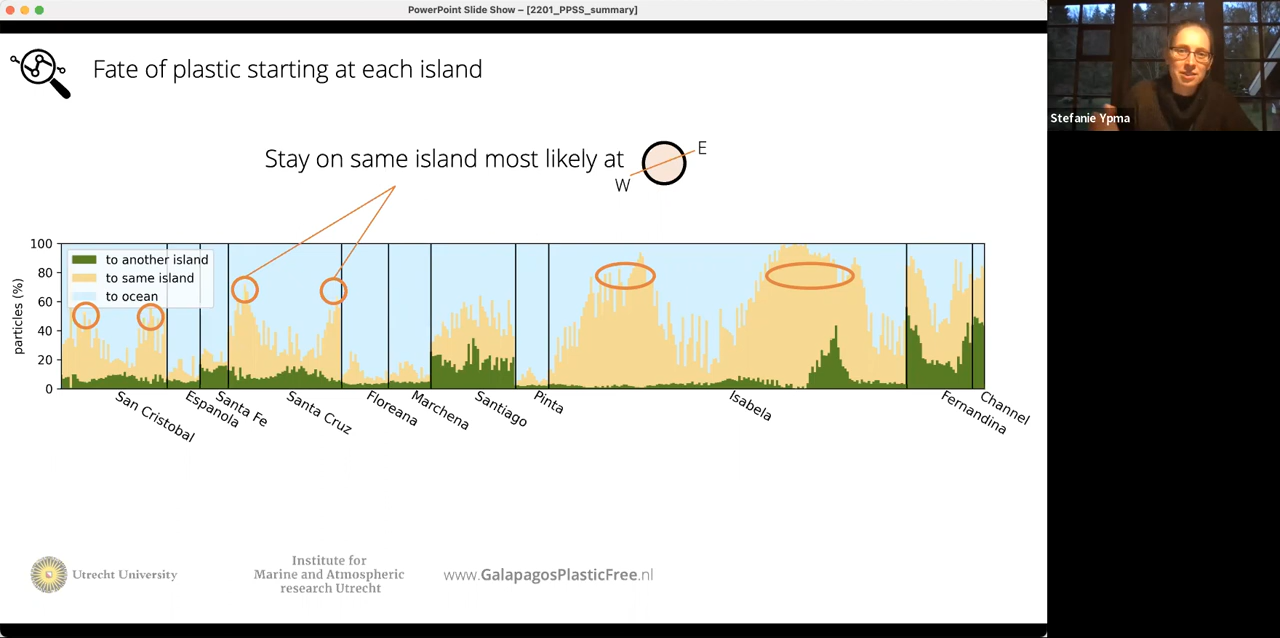 PowerPoint Slide Show – [2201_PPSS_summary]
Fate of plastic starting at each island
Stay on same island most likely at
E
W
100
80
60
40
20
0
particles (%)
to another island
to same island
to ocean
San Cristobal
Espanola
Santa Fe
Santa Cruz
Floreana
Marchena
Santiago
Pinta
Isabela
Fernandina
Channel
Utrecht University
Institute for
Marine and Atmospheric
research Utrecht
www.GalapagosPlasticFree.nl
Stefanie Ypma